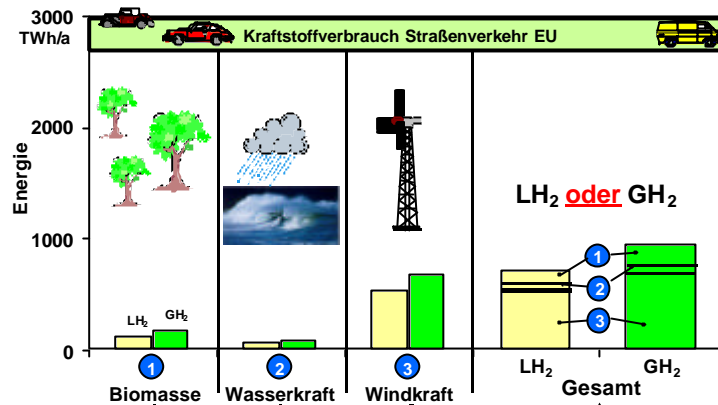 3000
TWh/a
Kraftstoffverbrauch Straßenverkehr EU
2000
Energie
LH₂ oder GH₂
1000
1
2
3
LH₂
GH₂
0
1
2
3
LH₂
GH₂
Biomasse
Wasserkraft
Windkraft
Gesamt